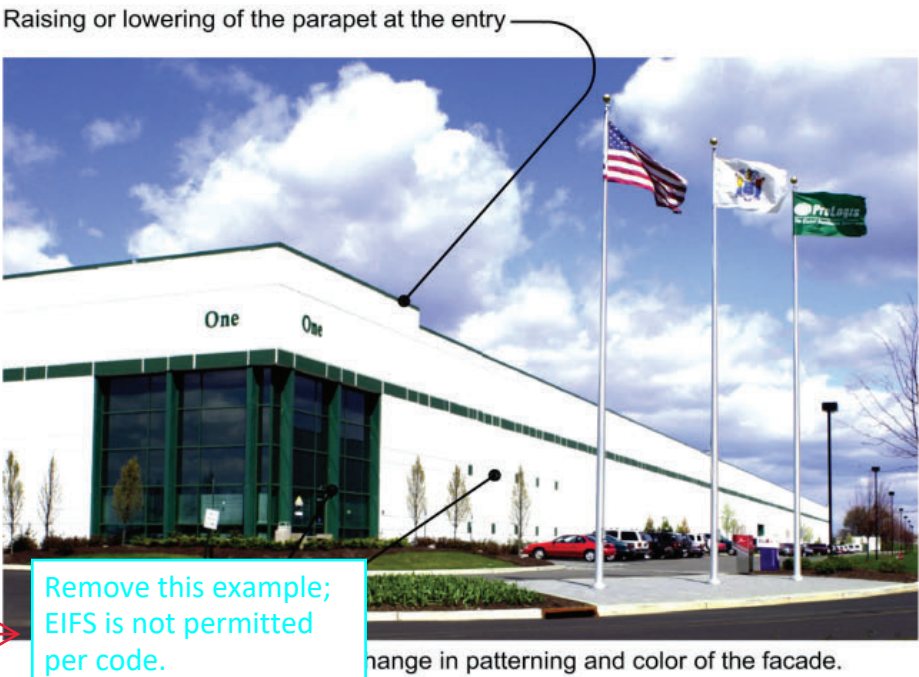 Raising or lowering of the parapet at the entry
One One
ProLogis
Remove this example;
EIFS is not permitted
per code.
hange in patterning and color of the facade.